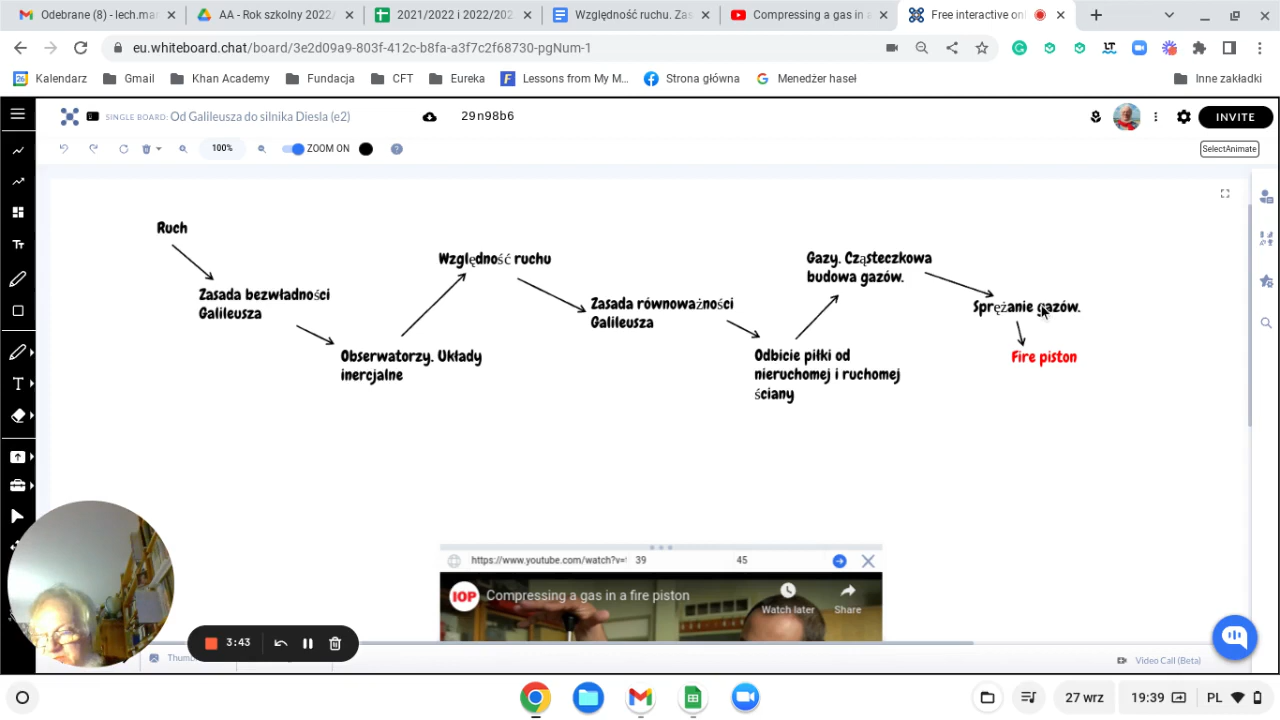 Odebrane (8) - lech.mar
AA - Rok szkolny 2022/
2021/2022 i 2022/202
Względność ruchu. Zas
Compressing a gas in a
Free interactive onl
eu.whiteboard.chat/board/3e2d09a9-803f-412c-b8fa-a3f7c2f68730-pgNum-1
Kalendarz
Gmail
Khan Academy
Fundacja
CFT
Eureka
Lessons from My M...
Strona główna
Menedżer haseł
Inne zakładki
SINGLE BOARD: Od Galileusza do silnika Diesla (e2)
29n98b6
INVITE
100%
ZOOM ON
SelectAnimate
Ruch
Zasada bezwładności
Galileusza
Obserwatorzy. Układy
inercjalne
Względność ruchu
Zasada równoważności
Galileusza
Odbicie piłki od
nieruchomej i ruchomej
ściany
Gazy. Cząsteczkowa
budowa gazów.
Sprężanie gazów.
Fire piston
https://www.youtube.com/watch?v=
39
45
IOP
Compressing a gas in a fire piston
Watch later
Share
3:43
Thum
Video Call (Beta)
27 wrz
19:39
PL